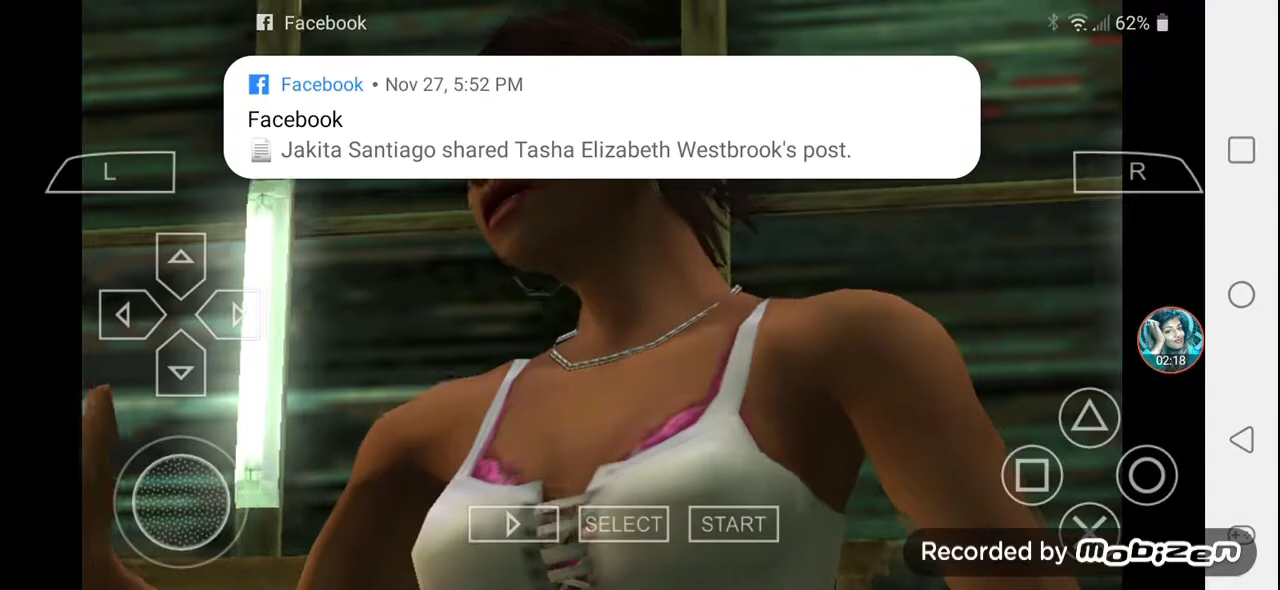 Facebook
62%
Facebook • Nov 27, 5:52 PM
Facebook
Jakita Santiago shared Tasha Elizabeth Westbrook's post.
L
R
02:18
SELECT
START
Recorded by Mobizen